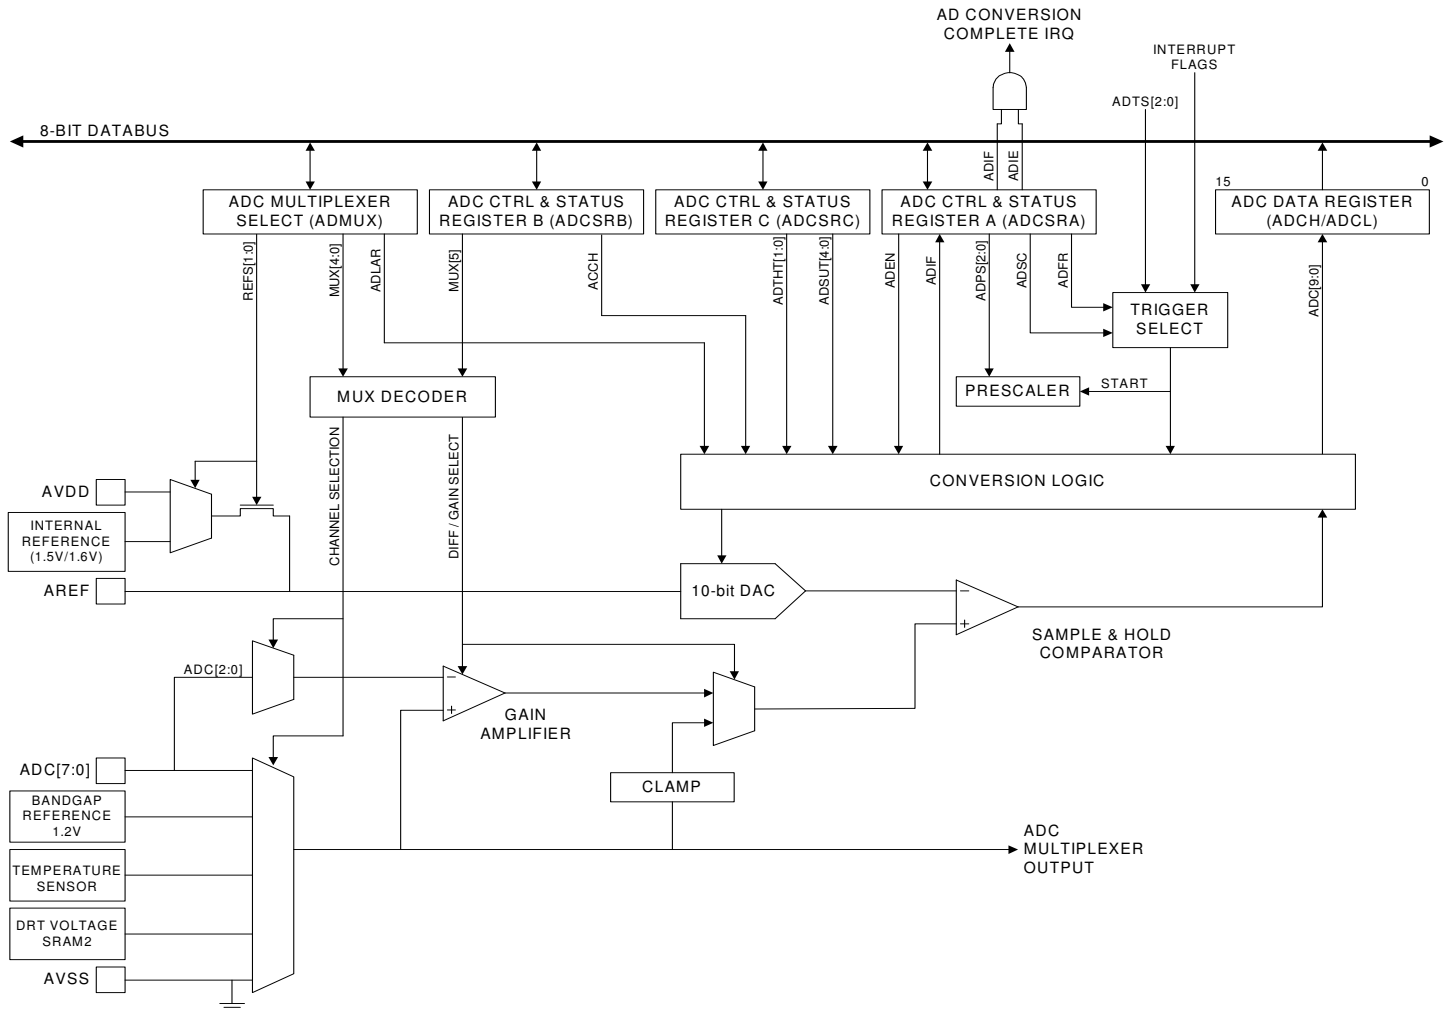 AD CONVERSION
COMPLETE IRQ
INTERRUPT
FLAGS
ADTS[2:0]
8-BIT DATABUS
ADIF
ADIE
15
0
ADC MULTIPLEXER
SELECT (ADMUX)
ADC CTRL & STATUS
REGISTER B (ADCSRB)
ADC CTRL & STATUS
REGISTER C (ADCSRC)
ADC CTRL & STATUS
REGISTER A (ADCSRA)
ADC DATA REGISTER
(ADCH/ADCL)
REFS[1:0]
MUX[4:0]
ADLAR
MUX[5]
ACCH
ADTHT[1:0]
ADSUT[4:0]
ADEN
ADIF
ADPS[2:0]
ADSC
ADFR
ADC[9:0]
TRIGGER
SELECT
MUX DECODER
PRESCALER
START
CHANNEL SELECTION
DIFF / GAIN SELECT
CONVERSION LOGIC
AVDD
INTERNAL
REFERENCE
(1.5V/1.6V)
AREF
10-bit DAC
−
+
SAMPLE & HOLD
COMPARATOR
ADC[2:0]
−
+
GAIN
AMPLIFIER
ADC[7:0]
CLAMP
BANDGAP
REFERENCE
1.2V
ADC
MULTIPLEXER
OUTPUT
TEMPERATURE
SENSOR
DRT VOLTAGE
SRAM2
AVSS